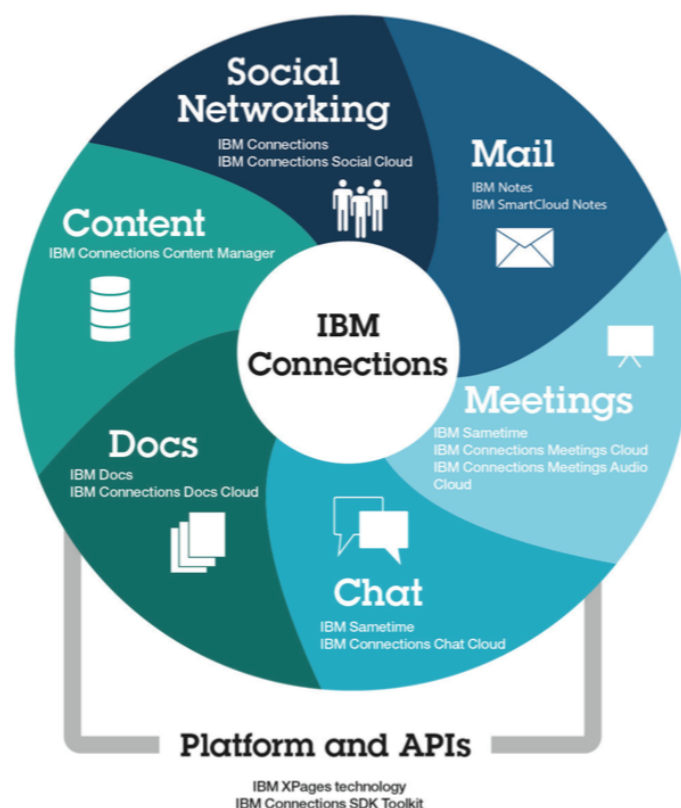 Social
Networking
IBM Connections
IBM Connections Social Cloud
Mail
IBM Notes
IBM SmartCloud Notes
Content
IBM Connections Content Manager
IBM
Connections
Meetings
IBM Sametime
IBM Connections Meetings Cloud
IBM Connections Meetings Audio
Cloud
Docs
IBM Docs
IBM Connections Docs Cloud
Chat
IBM Sametime
IBM Connections Chat Cloud
Platform and APIs
IBM XPages technology
IBM Connections SDK Toolkit